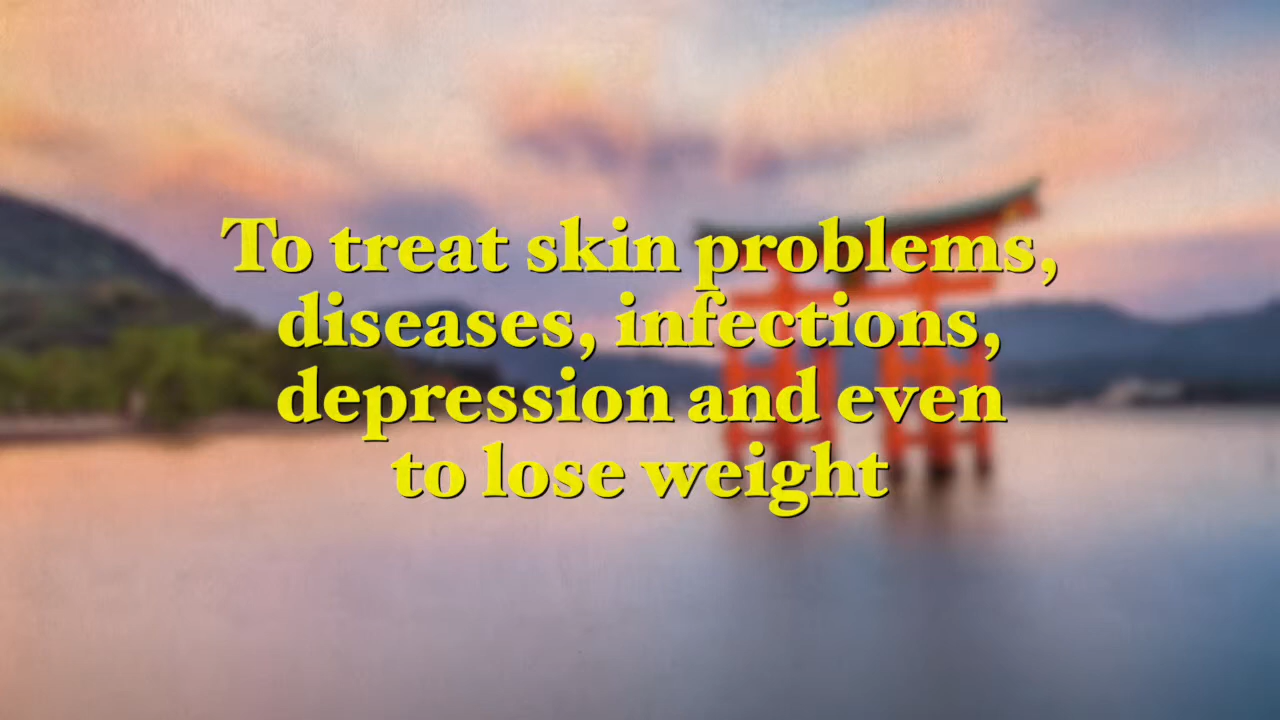 To treat skin problems,
diseases, infections,
depression and even
to lose weight